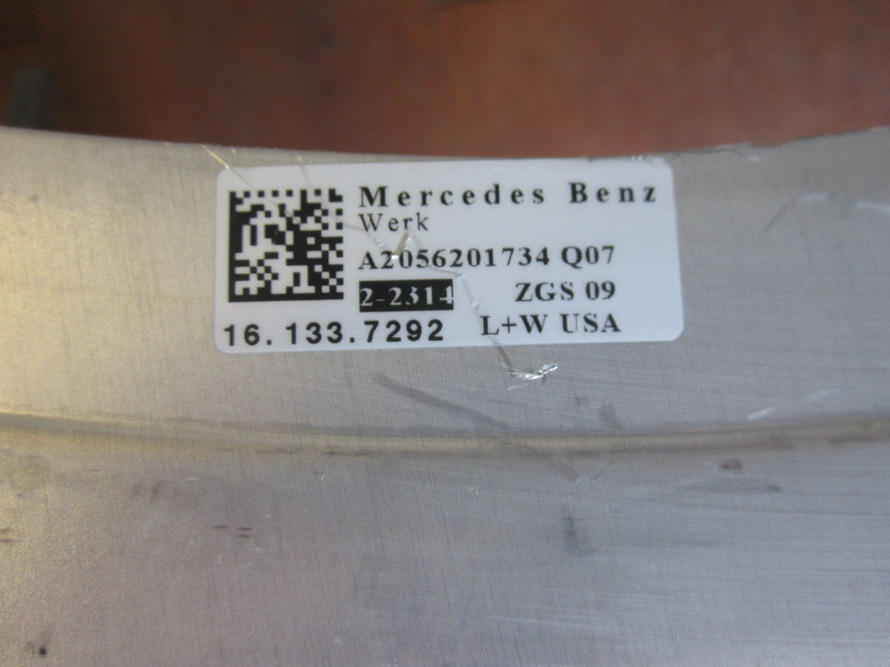 Mercedes Benz
Werk
A2056201734 Q07
2-2314 ZGS 09
16.133.7292 L+W USA